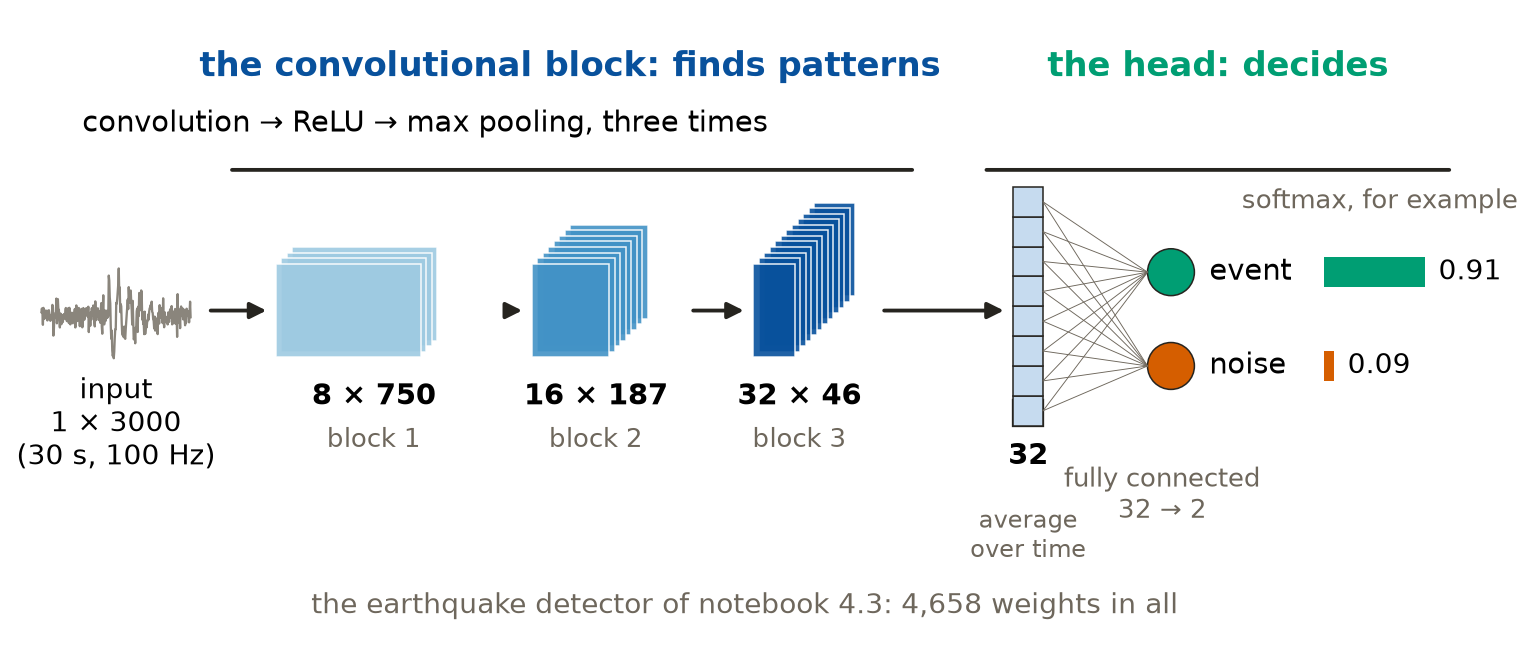 the convolutional block: finds patterns
the head: decides
convolution → ReLU → max pooling, three times
softmax, for example
event
0.91
noise
0.09
input
1 × 3000
(30 s, 100 Hz)
8 × 750
block 1
16 × 187
block 2
32 × 46
block 3
32
fully connected
32 → 2
average
over time
the earthquake detector of notebook 4.3: 4,658 weights in all